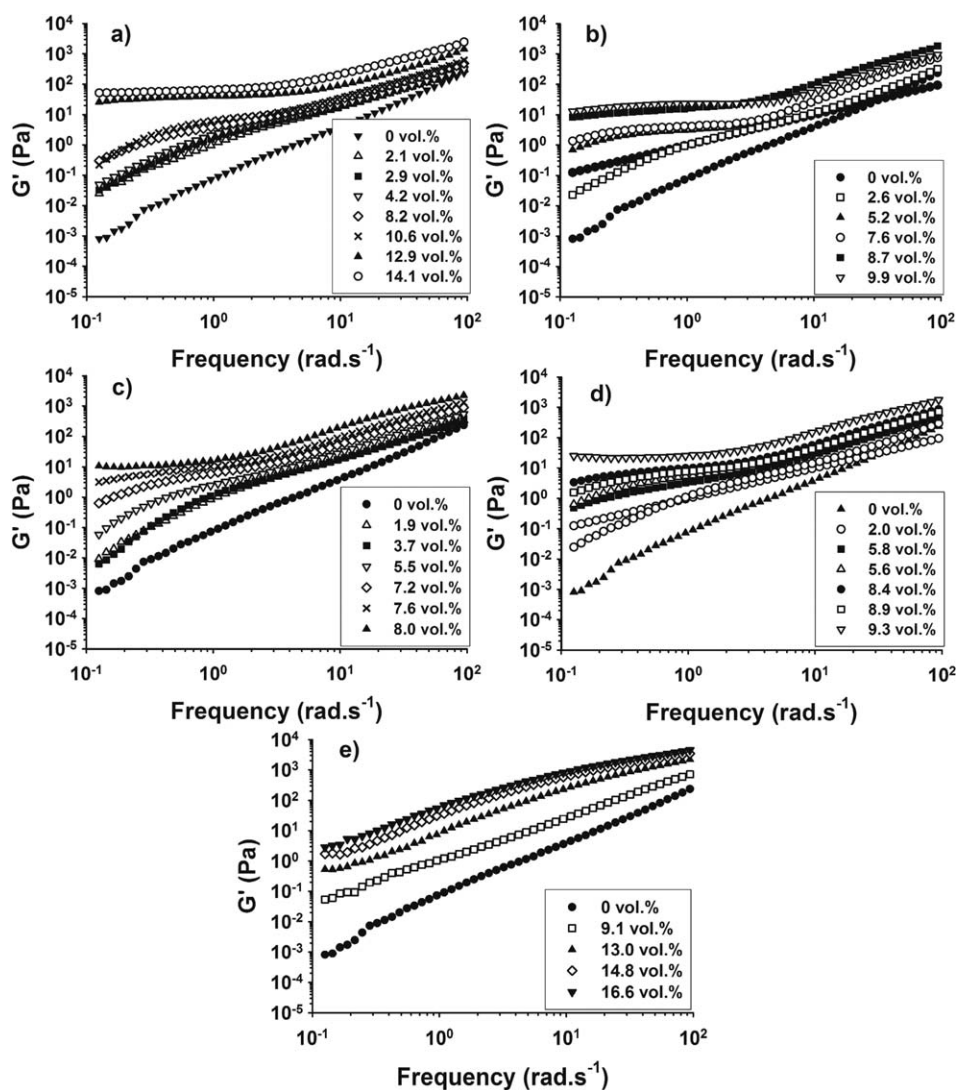 a)
10⁴
10³
10²
10¹
10⁰
10⁻¹
10⁻²
10⁻³
10⁻⁴
10⁻⁵
G' (Pa)
0 vol.%
2.1 vol.%
2.9 vol.%
4.2 vol.%
8.2 vol.%
10.6 vol.%
12.9 vol.%
14.1 vol.%
10⁻¹ 10⁰ 10¹ 10²
Frequency (rad.s⁻¹)
b)
10⁴
10³
10²
10¹
10⁰
10⁻¹
10⁻²
10⁻³
10⁻⁴
10⁻⁵
G' (Pa)
0 vol.%
2.6 vol.%
5.2 vol.%
7.6 vol.%
8.7 vol.%
9.9 vol.%
10⁻¹ 10⁰ 10¹ 10²
Frequency (rad.s⁻¹)
c)
10⁴
10³
10²
10¹
10⁰
10⁻¹
10⁻²
10⁻³
10⁻⁴
10⁻⁵
G' (Pa)
0 vol.%
1.9 vol.%
3.7 vol.%
5.5 vol.%
7.2 vol.%
7.6 vol.%
8.0 vol.%
10⁻¹ 10⁰ 10¹ 10²
Frequency (rad.s⁻¹)
d)
10⁴
10³
10²
10¹
10⁰
10⁻¹
10⁻²
10⁻³
10⁻⁴
10⁻⁵
G' (Pa)
0 vol.%
2.0 vol.%
5.8 vol.%
5.6 vol.%
8.4 vol.%
8.9 vol.%
9.3 vol.%
10⁻¹ 10⁰ 10¹ 10²
Frequency (rad.s⁻¹)
e)
10⁴
10³
10²
10¹
10⁰
10⁻¹
10⁻²
10⁻³
10⁻⁴
10⁻⁵
G' (Pa)
0 vol.%
9.1 vol.%
13.0 vol.%
14.8 vol.%
16.6 vol.%
10⁻¹ 10⁰ 10¹ 10²
Frequency (rad.s⁻¹)